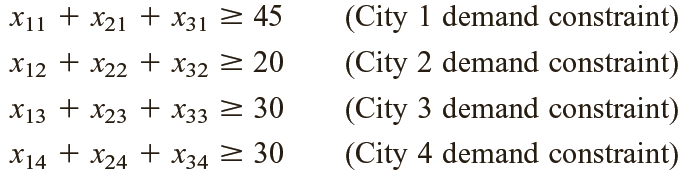 x₁₁ + x₂₁ + x₃₁ ≥ 45 (City 1 demand constraint)
x₁₂ + x₂₂ + x₃₂ ≥ 20 (City 2 demand constraint)
x₁₃ + x₂₃ + x₃₃ ≥ 30 (City 3 demand constraint)
x₁₄ + x₂₄ + x₃₄ ≥ 30 (City 4 demand constraint)